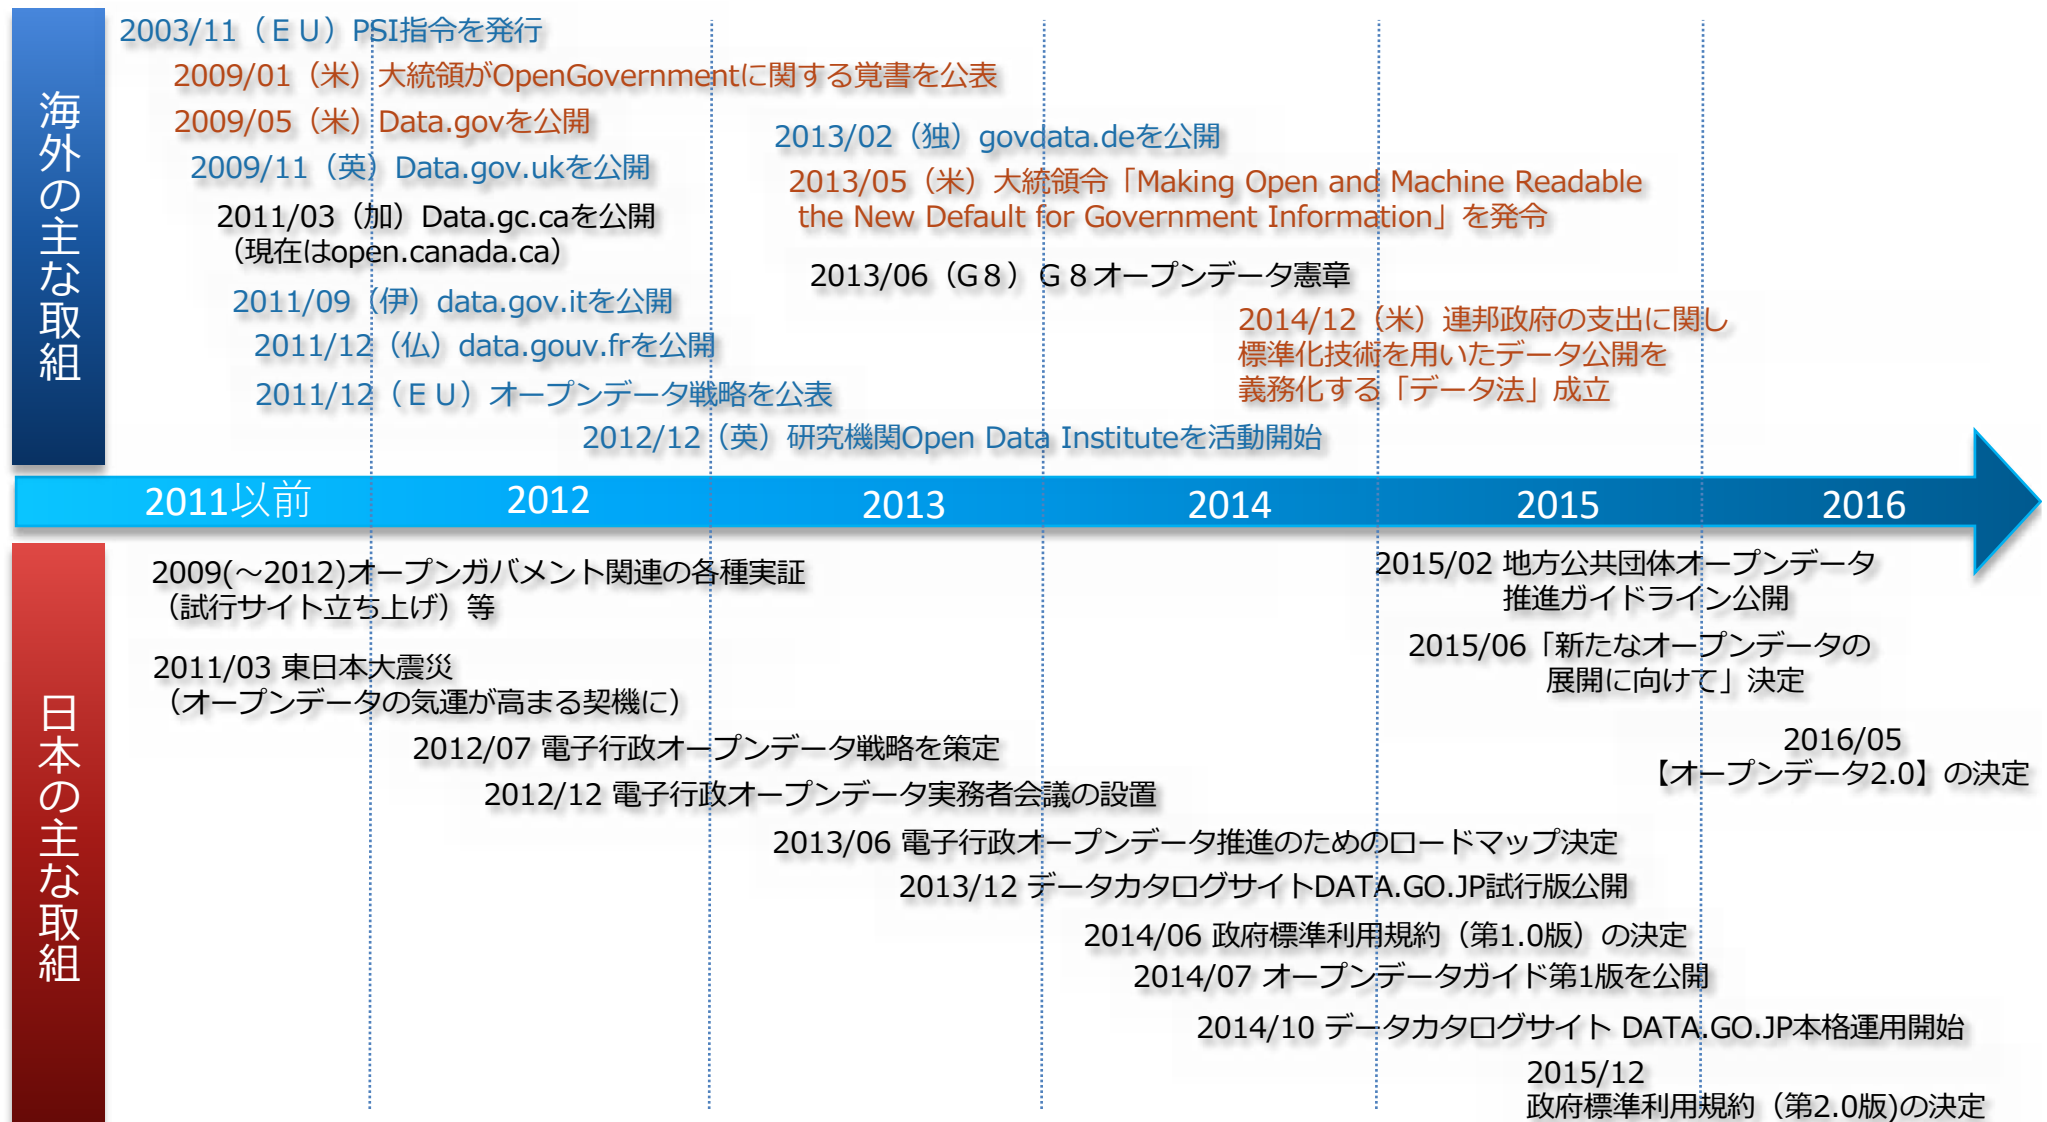 海外の主な取組
2003/11（ＥＵ）PSI指令を発行
2009/01（米）大統領がOpenGovernmentに関する覚書を公表
2009/05（米）Data.govを公開
2009/11（英）Data.gov.ukを公開
2011/03（加）Data.gc.caを公開
（現在はopen.canada.ca）
2011/09（伊）data.gov.itを公開
2011/12（仏）data.gouv.frを公開
2011/12（ＥＵ）オープンデータ戦略を公表
2012/12（英）研究機関Open Data Instituteを活動開始
2013/02（独）govdata.deを公開
2013/05（米）大統領令「Making Open and Machine Readable
the New Default for Government Information」を発令
2013/06（G８）Ｇ８オープンデータ憲章
2014/12（米）連邦政府の支出に関し
標準化技術を用いたデータ公開を
義務化する「データ法」成立
2011以前
2012
2013
2014
2015
2016
日本の主な取組
2009(～2012)オープンガバメント関連の各種実証
（試行サイト立ち上げ）等
2011/03 東日本大震災
（オープンデータの気運が高まる契機に）
2012/07 電子行政オープンデータ戦略を策定
2012/12 電子行政オープンデータ実務者会議の設置
2013/06 電子行政オープンデータ推進のためのロードマップ決定
2013/12 データカタログサイトDATA.GO.JP試行版公開
2014/06 政府標準利用規約（第1.0版）の決定
2014/07 オープンデータガイド第1版を公開
2014/10 データカタログサイト DATA.GO.JP本格運用開始
2015/02 地方公共団体オープンデータ
推進ガイドライン公開
2015/06「新たなオープンデータの
展開に向けて」決定
2015/12
政府標準利用規約（第2.0版)の決定
2016/05
【オープンデータ2.0】の決定